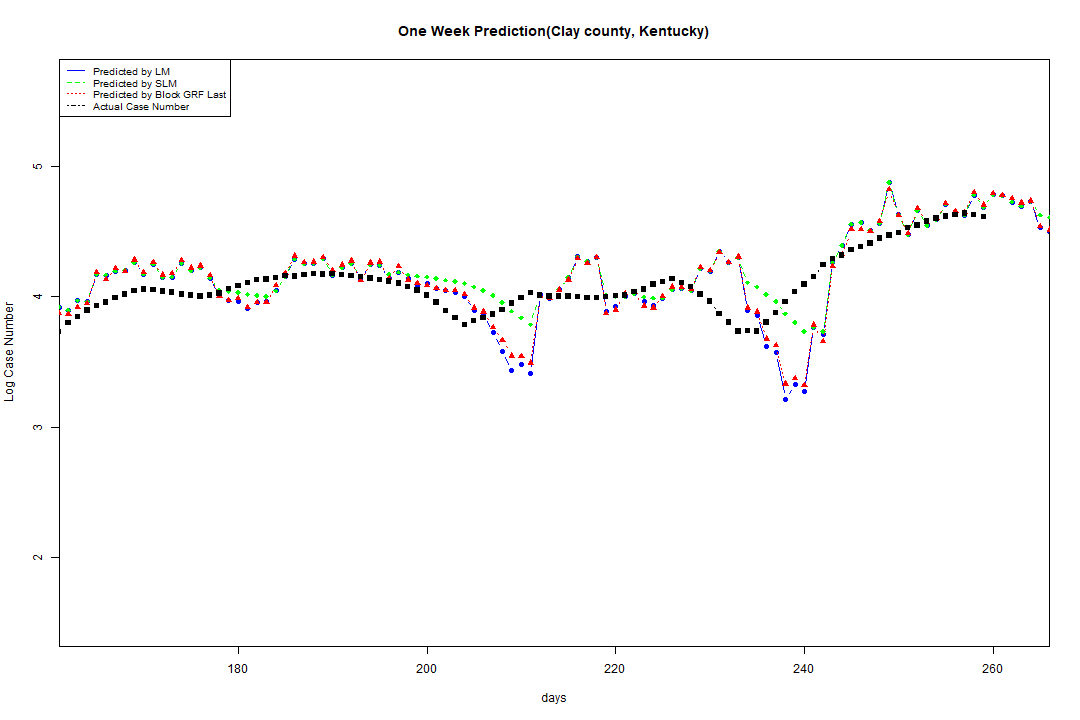 One Week Prediction(Clay county, Kentucky)
Predicted by LM
Predicted by SLM
Predicted by Block GRF Last
Actual Case Number
5
4
3
2
Log Case Number
180 200 220 240 260
days